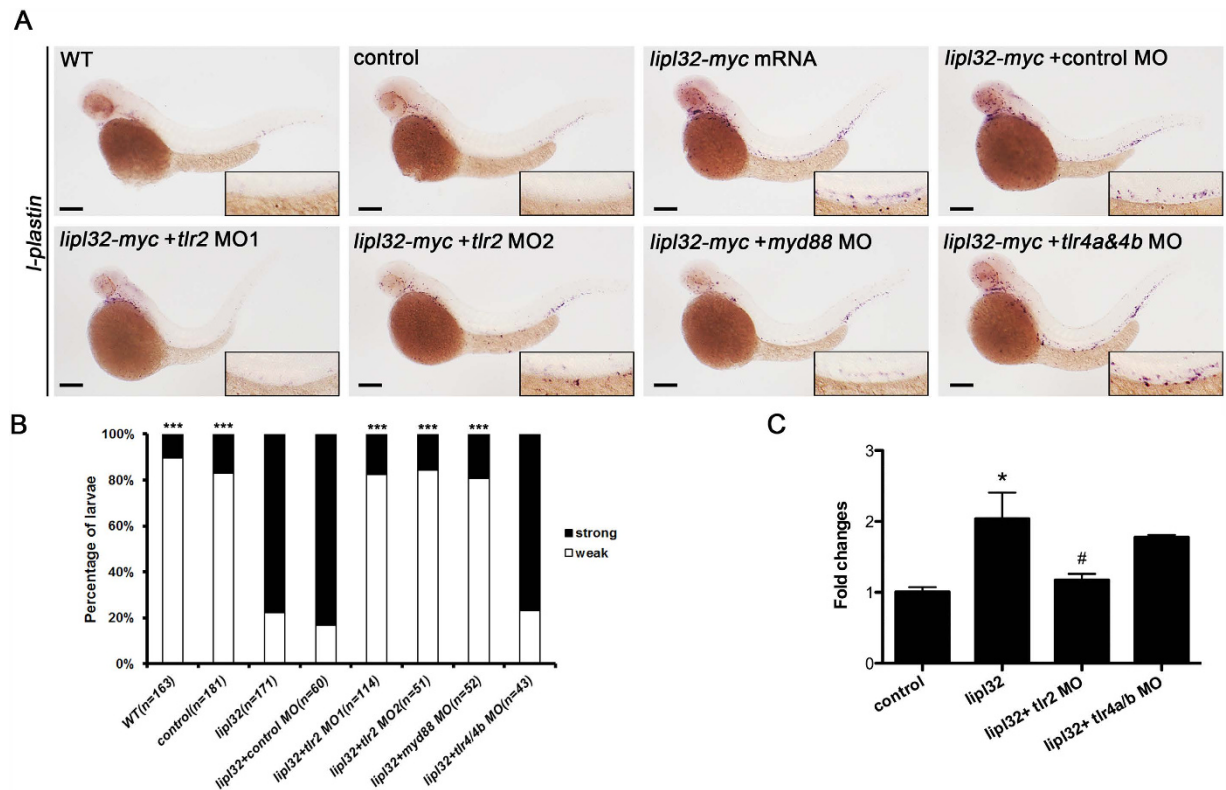 A
l-plastin
WT
control
lipl32-myc mRNA
lipl32-myc +control MO
lipl32-myc +tlr2 MO1
lipl32-myc +tlr2 MO2
lipl32-myc +myd88 MO
lipl32-myc +tlr4a&4b MO
B
*** *** *** *** ***
Percentage of larvae
100%
80%
60%
40%
20%
0%
strong
weak
WT(n=163)
control(n=181)
lipl32(n=171)
lipl32+control MO(n=60)
lipl32+tlr2 MO1(n=114)
lipl32+tlr2 MO2(n=51)
lipl32+myd88 MO(n=52)
lipl32+tlr4/4b MO(n=43)
C
Fold changes
3
2
1
0
*
#
control
lipl32
lipl32+ tlr2 MO
lipl32+ tlr4a/b MO